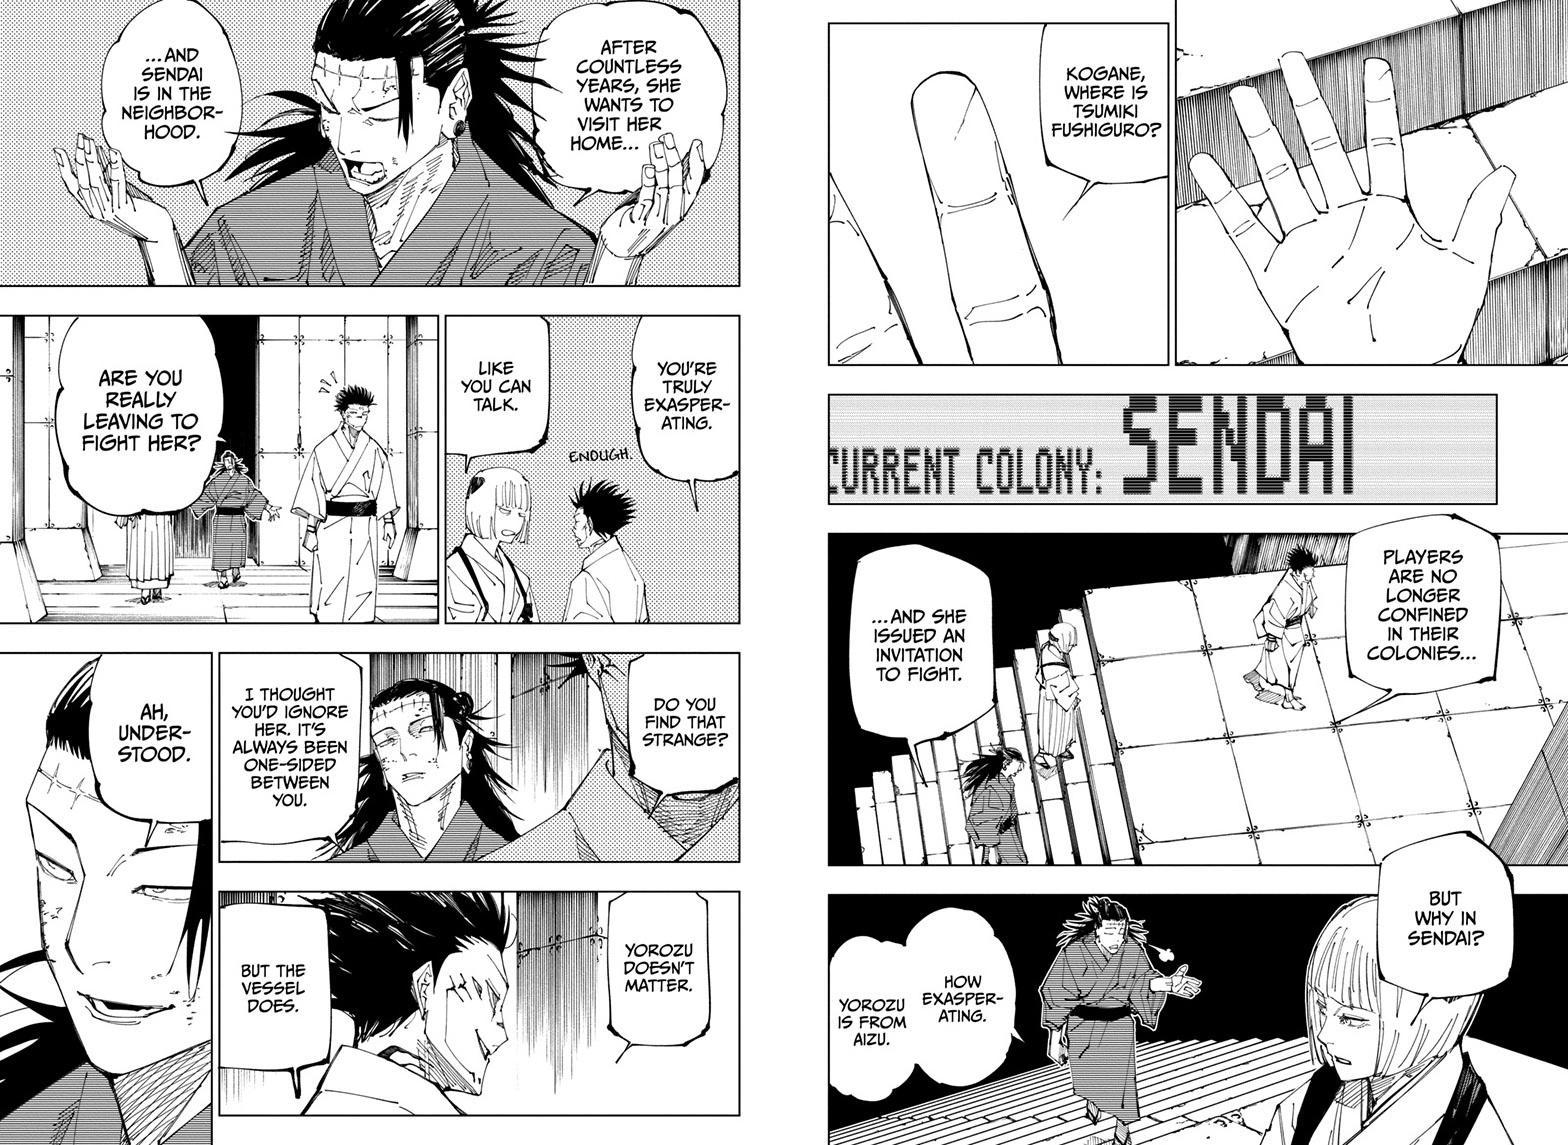 KOGANE,
WHERE IS
TSUMIKI
FUSHIGURO?
CURRENT COLONY: SENDAI
PLAYERS
ARE NO
LONGER
CONFINED
IN THEIR
COLONIES...
...AND SHE
ISSUED AN
INVITATION
TO FIGHT.
BUT
WHY IN
SENDAI?
HOW
EXASPER-
ATING.
YOROZU
IS FROM
AIZU.
AFTER
COUNTLESS
YEARS, SHE
WANTS TO
VISIT HER
HOME...
...AND
SENDAI
IS IN THE
NEIGHBOR-
HOOD.
YOU'RE
TRULY
EXASPER-
ATING.
ENOUGH.
LIKE
YOU CAN
TALK.
ARE YOU
REALLY
LEAVING TO
FIGHT HER?
DO YOU
FIND THAT
STRANGE?
I THOUGHT
YOU'D IGNORE
HER. IT'S
ALWAYS BEEN
ONE-SIDED
BETWEEN
YOU.
YOROZU
DOESN'T
MATTER.
BUT THE
VESSEL
DOES.
AH,
UNDER-
STOOD.